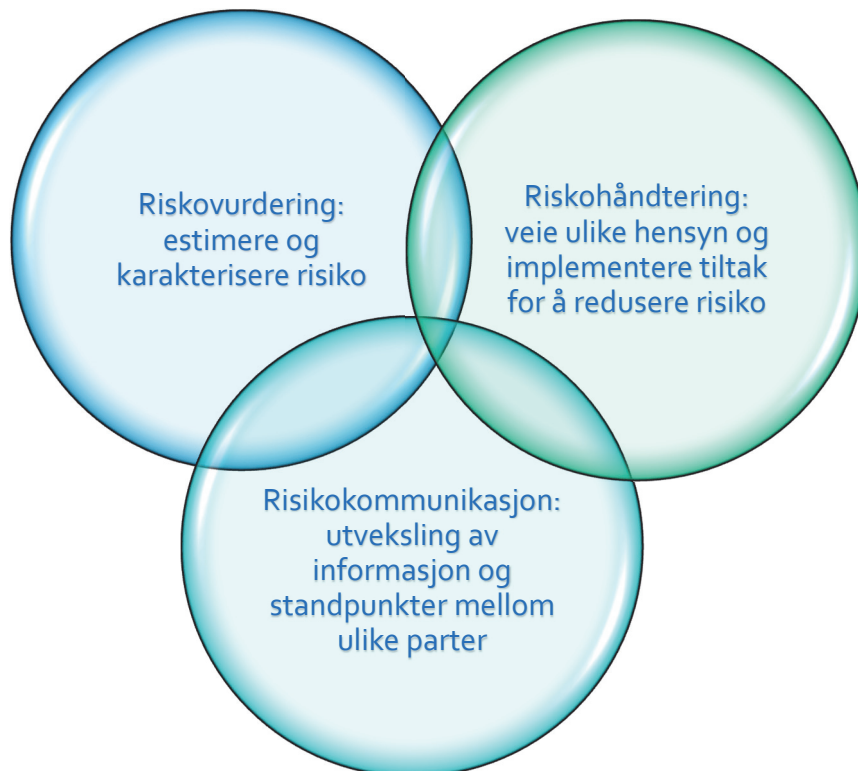 Riskovurdering:
estimere og
karakterisere risiko
Riskohåndtering:
veie ulike hensyn og
implementere tiltak
for å redusere risiko
Risikokommunikasjon:
utveksling av
informasjon og
standpunkter mellom
ulike parter